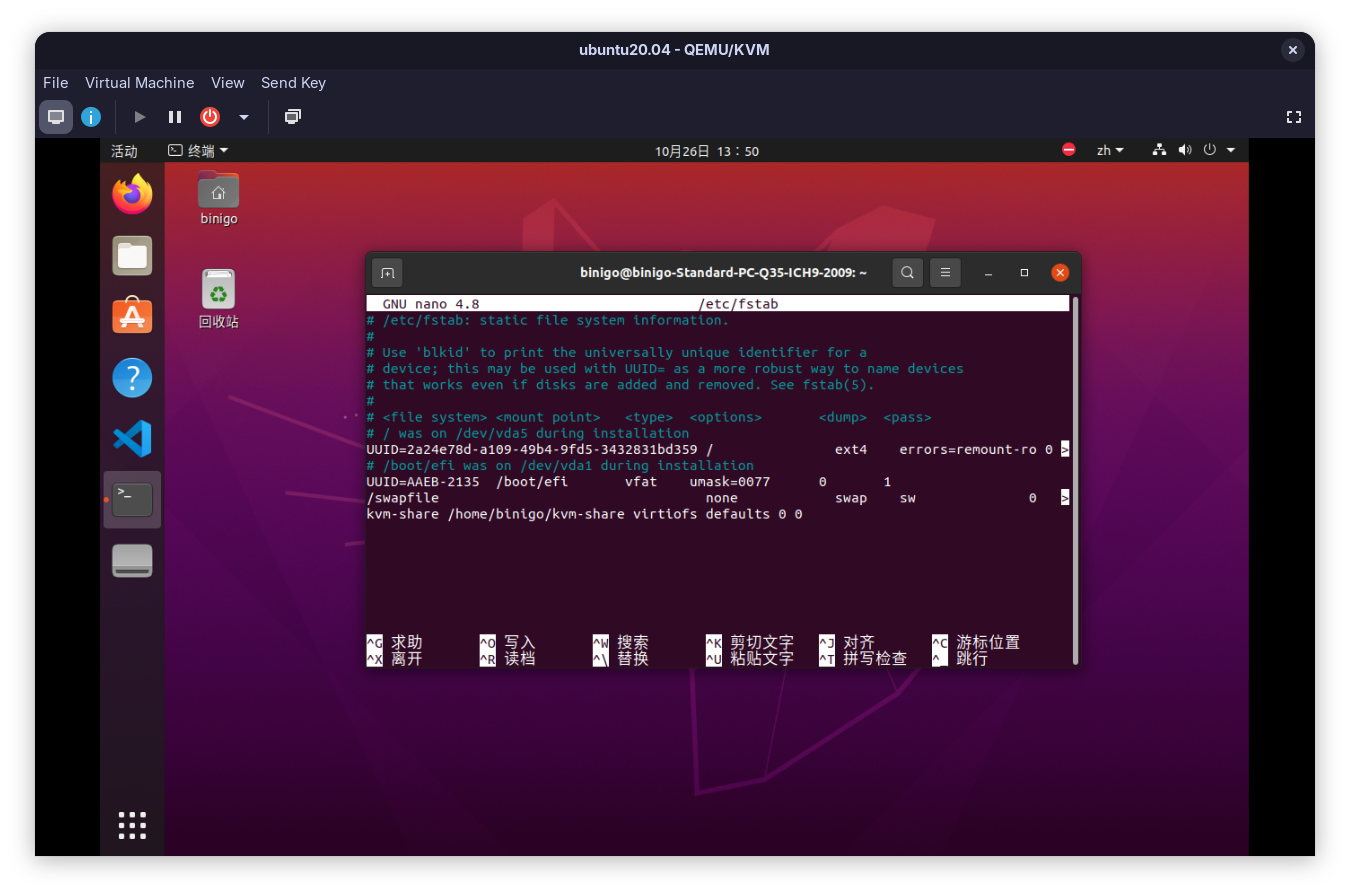 ubuntu20.04 - QEMU/KVM
File Virtual Machine View Send Key
活动 终端 10月26日 13：50 zh
binigo
回收站
binigo@binigo-Standard-PC-Q35-ICH9-2009: ~
GNU nano 4.8 /etc/fstab
# /etc/fstab: static file system information.
#
# Use 'blkid' to print the universally unique identifier for a
# device; this may be used with UUID= as a more robust way to name devices
# that works even if disks are added and removed. See fstab(5).
#
# <file system> <mount point>   <type>  <options>       <dump>  <pass>
# / was on /dev/vda5 during installation
UUID=2a24e78d-a109-49b4-9fd5-3432831bd359 /               ext4    errors=remount-ro 0 >
# /boot/efi was on /dev/vda1 during installation
UUID=AAEB-2135  /boot/efi       vfat    umask=0077      0       1
/swapfile                                 none            swap    sw              0   >
kvm-share /home/binigo/kvm-share virtiofs defaults 0 0
^G 求助 ^O 写入 ^W 搜索 ^K 剪切文字 ^J 对齐 ^C 游标位置
^X 离开 ^R 读档 ^\ 替换 ^U 粘贴文字 ^T 拼写检查 ^_ 跳行